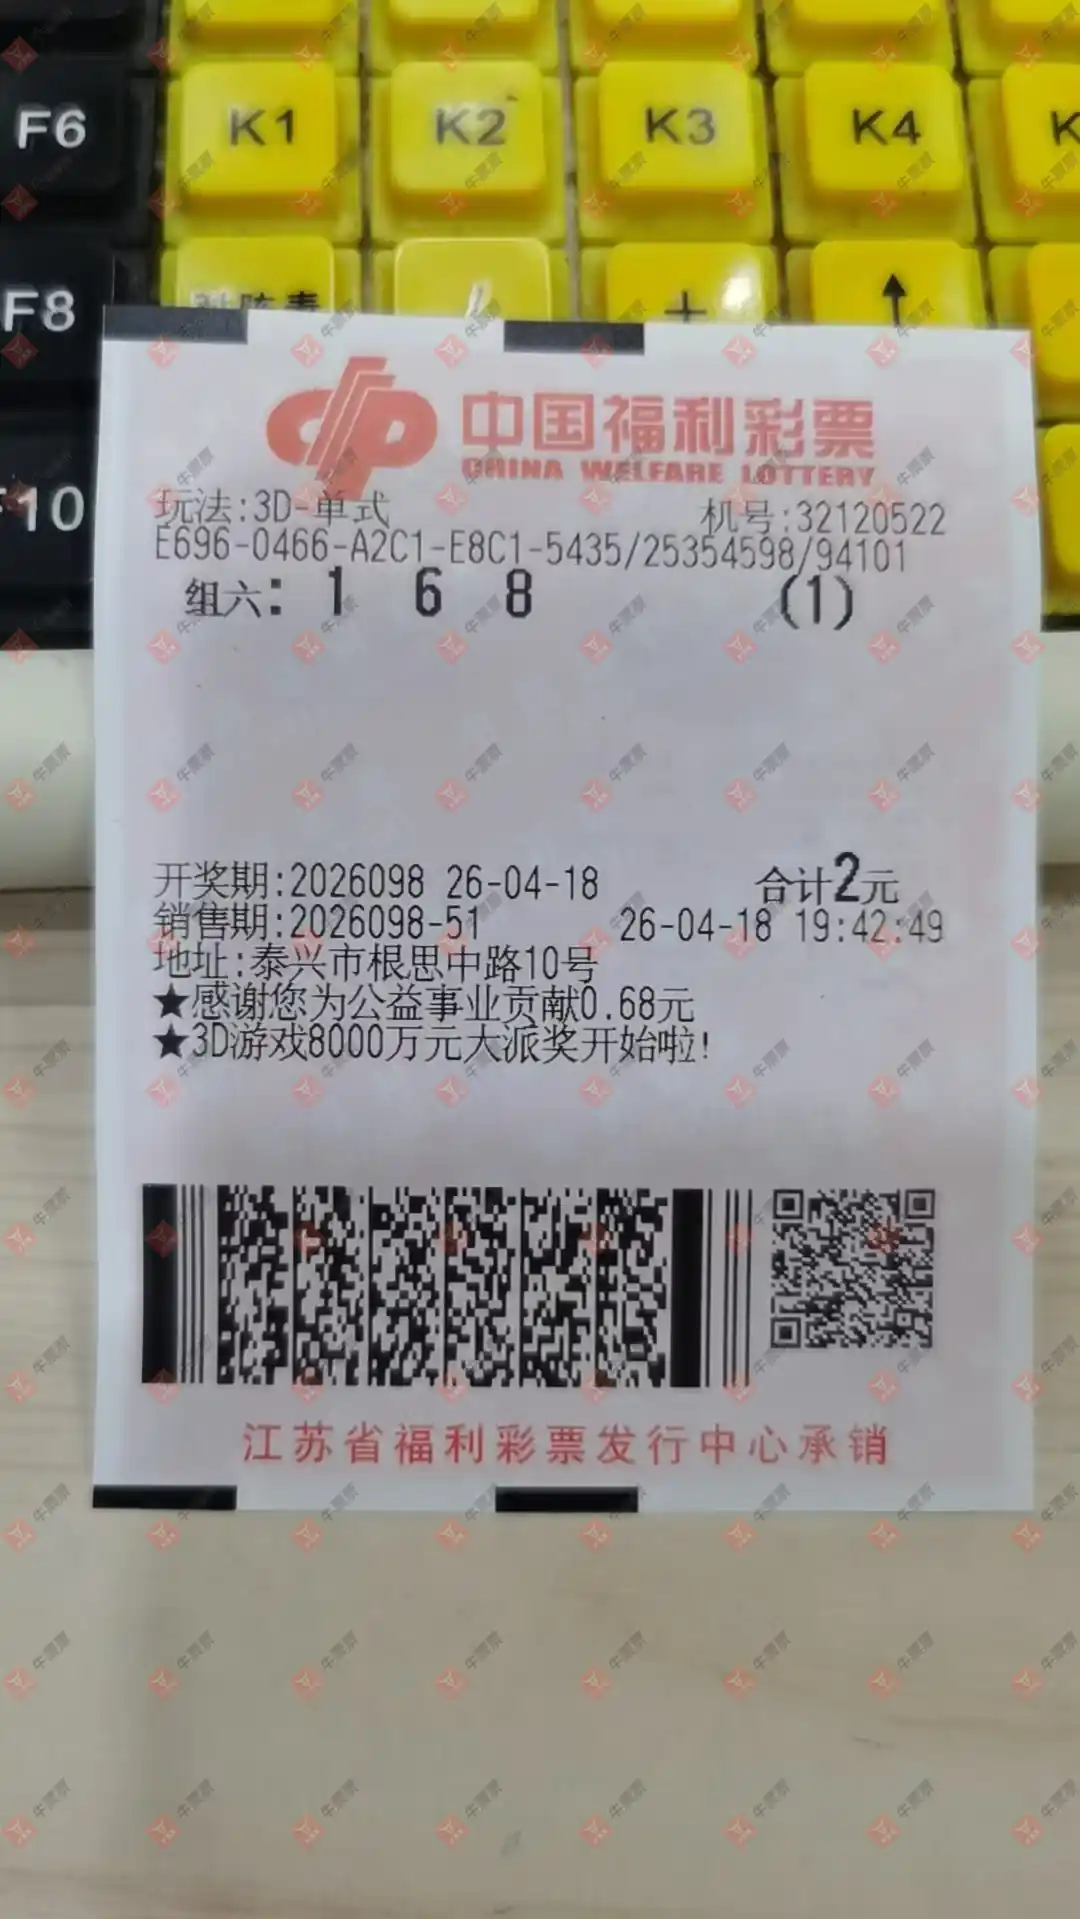 F6 K1 K2 K3 K4 K
F8 + ↑
10
中国福利彩票
CHINA WELFARE LOTTERY
玩法:3D-单式 机号:32120522
E696-0466-A2C1-E8C1-5435/25354598/94101
组六: 1 6 8 (1)
开奖期:2026098 26-04-18 合计2元
销售期:2026098-51 26-04-18 19:42:49
地址:泰兴市根思中路10号
★感谢您为公益事业贡献0.68元
★3D游戏8000万元大派奖开始啦!
江苏省福利彩票发行中心承销
牛票票